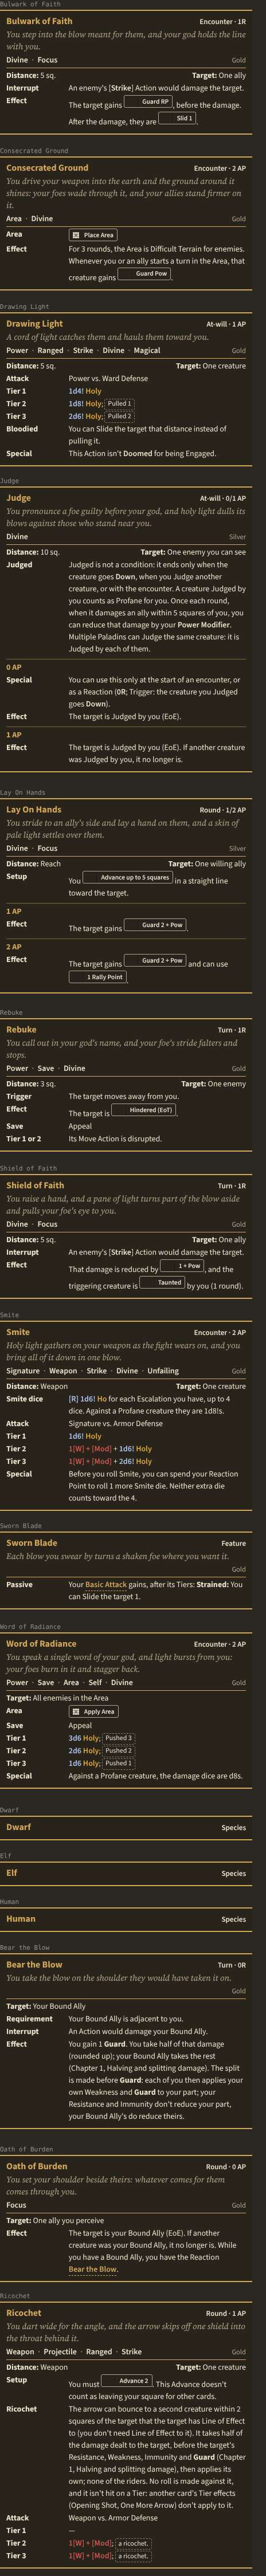 Bulwark of Faith
Bulwark of Faith Encounter · 1R
You step into the blow meant for them, and your god holds the line
with you.
Divine · Focus Gold
Distance: 5 sq. Target: One ally
Interrupt An enemy's [Strike] Action would damage the target.
Effect The target gains Guard RP, before the damage.
After the damage, they are Slid 1.
Consecrated Ground
Consecrated Ground Encounter · 2 AP
You drive your weapon into the earth and the ground around it
shines: your foes wade through it, and your allies stand firm on
it.
Area · Divine Gold
Area Place Area
Effect For 3 rounds, the Area is Difficult Terrain for enemies.
Whenever you or an ally starts a turn in the Area, that
creature gains Guard Pow.
Drawing Light
Drawing Light At-will · 1 AP
A cord of light catches them and hauls them toward you.
Power · Ranged · Strike · Divine · Magical Gold
Distance: 5 sq. Target: One creature
Attack Power vs. Ward Defense
Tier 1 1d4! Holy
Tier 2 1d8! Holy; Pulled 1
Tier 3 2d6! Holy; Pulled 2
Bloodied You can Slide the target that distance instead of
pulling it.
Special This Action isn't Doomed for being Engaged.
Judge
Judge At-will · 0/1 AP
You pronounce a foe guilty before your god, and holy light dulls its
blows against those who stand near you.
Divine Silver
Distance: 10 sq. Target: One enemy you can see
Judged Judged is not a condition: it ends only when the
creature goes Down, when you Judge another
creature, or with the encounter. A creature Judged by
you counts as Profane for you. Once each round,
when it damages an ally within 5 squares of you, you
can reduce that damage by your Power Modifier.
Multiple Paladins can Judge the same creature: it is
Judged by each of them.
0 AP
Special You can use this only at the start of an encounter, or
as a Reaction (0R; Trigger: the creature you Judged
goes Down).
Effect The target is Judged by you (EoE).
1 AP
Effect The target is Judged by you (EoE). If another creature
was Judged by you, it no longer is.
Lay On Hands
Lay On Hands Round · 1/2 AP
You stride to an ally's side and lay a hand on them, and a skin of
pale light settles over them.
Divine · Focus Silver
Distance: Reach Target: One willing ally
Setup You Advance up to 5 squares in a straight line
toward the target.
1 AP
Effect The target gains Guard 2 + Pow.
2 AP
Effect The target gains Guard 2 + Pow and can use
1 Rally Point.
Rebuke
Rebuke Turn · 1R
You call out in your god's name, and your foe's stride falters and
stops.
Power · Save · Divine Gold
Distance: 3 sq. Target: One enemy
Trigger The target moves away from you.
Effect The target is Hindered (EoT).
Save Appeal
Tier 1 or 2 Its Move Action is disrupted.
Shield of Faith
Shield of Faith Turn · 1R
You raise a hand, and a pane of light turns part of the blow aside
and pulls your foe's eye to you.
Divine · Focus Gold
Distance: 5 sq. Target: One ally
Interrupt An enemy's [Strike] Action would damage the target.
Effect That damage is reduced by 1 + Pow, and the
triggering creature is Taunted by you (1 round).
Smite
Smite Encounter · 2 AP
Holy light gathers on your weapon as the fight wears on, and you
bring all of it down in one blow.
Signature · Weapon · Strike · Divine · Unfailing Gold
Distance: Weapon Target: One creature
Smite dice [R] 1d6! Ho for each Escalation you have, up to 4
dice. Against a Profane creature they are 1d8!s.
Attack Signature vs. Armor Defense
Tier 1 1d6! Holy
Tier 2 1[W] + [Mod] + 1d6! Holy
Tier 3 1[W] + [Mod] + 2d6! Holy
Special Before you roll Smite, you can spend your Reaction
Point to roll 1 more Smite die. Neither extra die
counts toward the 4.
Sworn Blade
Sworn Blade Feature
Each blow you swear by turns a shaken foe where you want it.
Gold
Passive Your Basic Attack gains, after its Tiers: Strained: You
can Slide the target 1.
Word of Radiance
Word of Radiance Encounter · 2 AP
You speak a single word of your god, and light bursts from you:
your foes burn in it and stagger back.
Power · Save · Area · Self · Divine Gold
Target: All enemies in the Area
Area Apply Area
Save Appeal
Tier 1 3d6 Holy; Pushed 3
Tier 2 2d6 Holy; Pushed 2
Tier 3 1d6 Holy; Pushed 1
Special Against a Profane creature, the damage dice are d8s.
Dwarf
Dwarf Species
Elf
Elf Species
Human
Human Species
Bear the Blow
Bear the Blow Turn · 0R
You take the blow on the shoulder they would have taken it on.
Gold
Target: Your Bound Ally
Requirement Your Bound Ally is adjacent to you.
Interrupt An Action would damage your Bound Ally.
Effect You gain 1 Guard. You take half of that damage
(rounded up); your Bound Ally takes the rest
(Chapter 1, Halving and splitting damage). The split
is made before Guard: each of you then applies your
own Weakness and Guard to your part; your
Resistance and Immunity don't reduce your part,
your Bound Ally's do reduce theirs.
Oath of Burden
Oath of Burden Round · 0 AP
You set your shoulder beside theirs: whatever comes for them
comes through you.
Focus Gold
Target: One ally you perceive
Effect The target is your Bound Ally (EoE). If another
creature was your Bound Ally, it no longer is. While
you have a Bound Ally, you have the Reaction
Bear the Blow.
Ricochet
Ricochet Round · 1 AP
You dart wide for the angle, and the arrow skips off one shield into
the throat behind it.
Weapon · Projectile · Ranged · Strike Gold
Distance: Weapon Target: One creature
Setup You must Advance 2 This Advance doesn't
count as leaving your square for other cards.
Ricochet The arrow can bounce to a second creature within 2
squares of the target that the target has Line of Effect
to (you don't need Line of Effect to it). It takes half of
the damage dealt to the target, before the target's
Resistance, Weakness, Immunity and Guard (Chapter
1, Halving and splitting damage), then applies its
own; none of the riders. No roll is made against it,
and it isn't hit on a Tier: another card's Tier effects
(Opening Shot, One More Arrow) don't apply to it.
Attack Weapon vs. Armor Defense
Tier 1 —
Tier 2 1[W] + [Mod]; a ricochet.
Tier 3 1[W] + [Mod]; a ricochet.